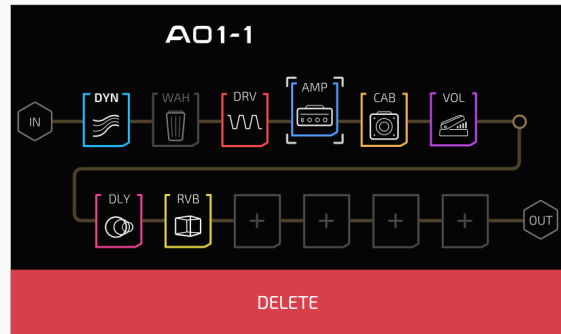 A01-1
IN
DYN
WAH
DRV
AMP
CAB
VOL
DLY
RVB
+
+
+
+
OUT
DELETE